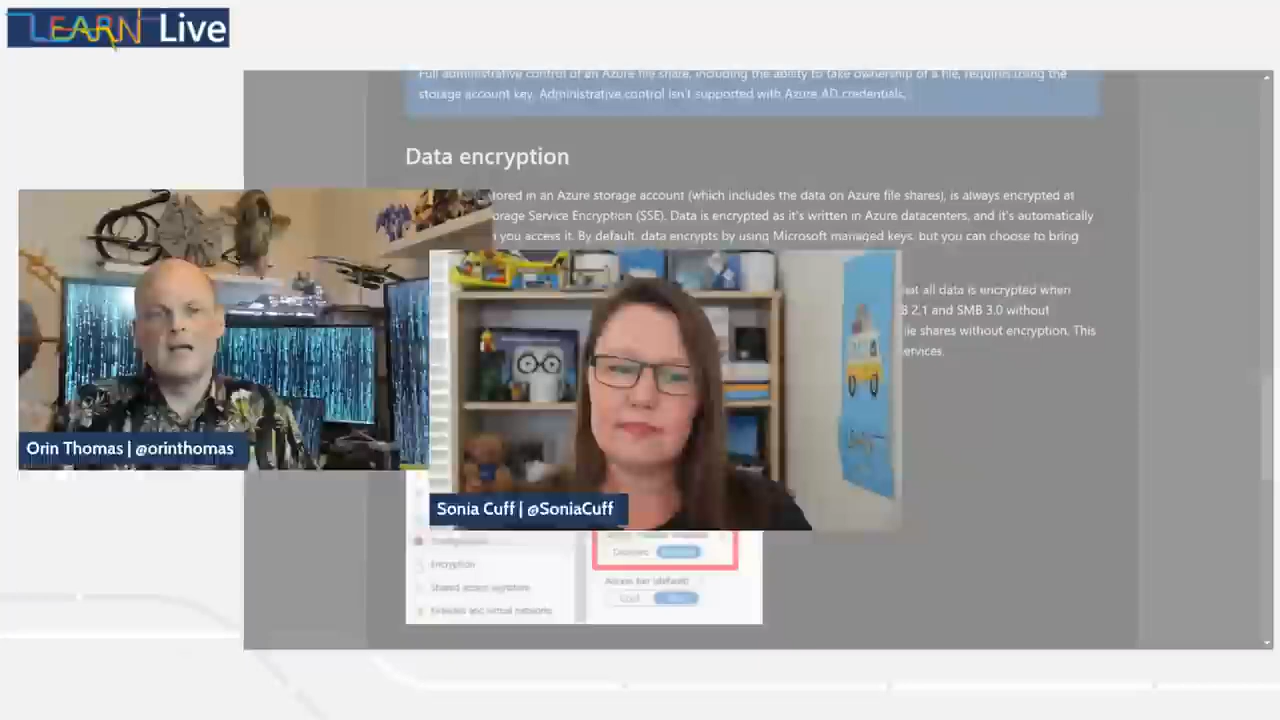 LEARN Live
Full administrative control of an Azure file share, including the ability to take ownership of a file, requires using the
storage account key. Administrative control isn't supported with Azure AD credentials.
Data encryption
tored in an Azure storage account (which includes the data on Azure file shares), is always encrypted at
orage Service Encryption (SSE). Data is encrypted as it's written in Azure datacenters, and it's automatically
you access it. By default, data encrypts by using Microsoft managed keys, but you can choose to bring
at all data is encrypted when
2.1 and SMB 3.0 without
ile shares without encryption. This
ervices.
Orin Thomas | @orinthomas
Sonia Cuff | @SoniaCuff
Encryption
Shared access signature
Firewalls and virtual networks
Access tier (default)
Cool